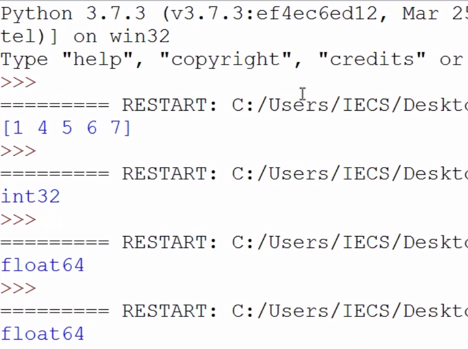 Python 3.7.3 (v3.7.3:ef4ec6ed12, Mar 25
tel)] on win32
Type "help", "copyright", "credits" or
>>>
========= RESTART: C:/Users/IECS/Deskto
[1 4 5 6 7]
>>>
========= RESTART: C:/Users/IECS/Deskto
int32
>>>
========= RESTART: C:/Users/IECS/Deskto
float64
>>>
========= RESTART: C:/Users/IECS/Deskto
float64